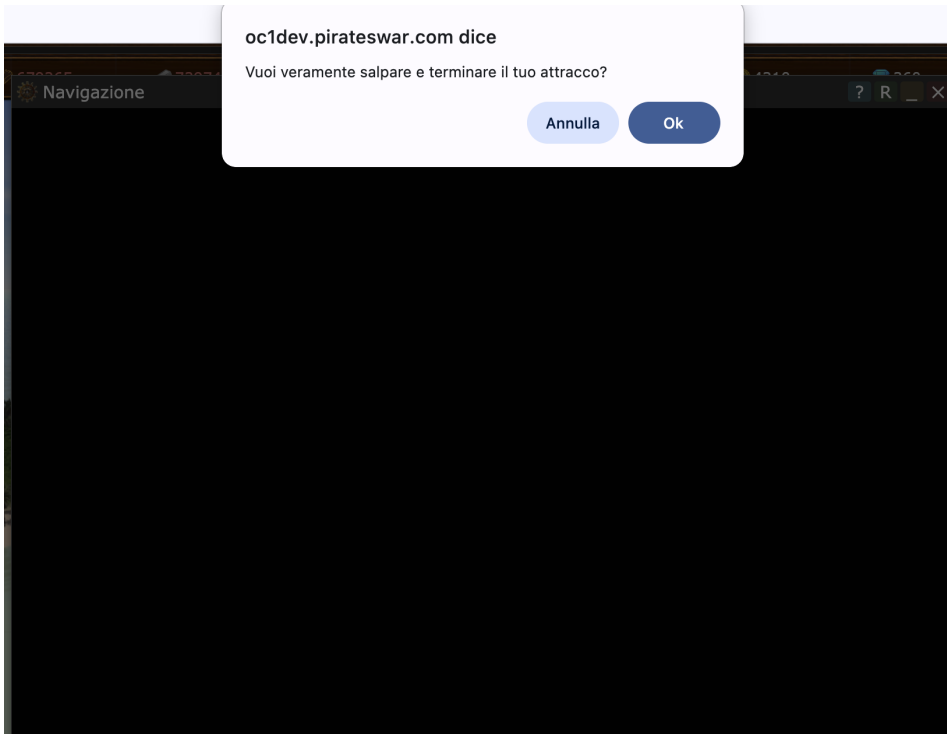 oc1dev.pirateswar.com dice
Vuoi veramente salpare e terminare il tuo attracco?
Annulla Ok
Navigazione ? R _ ×